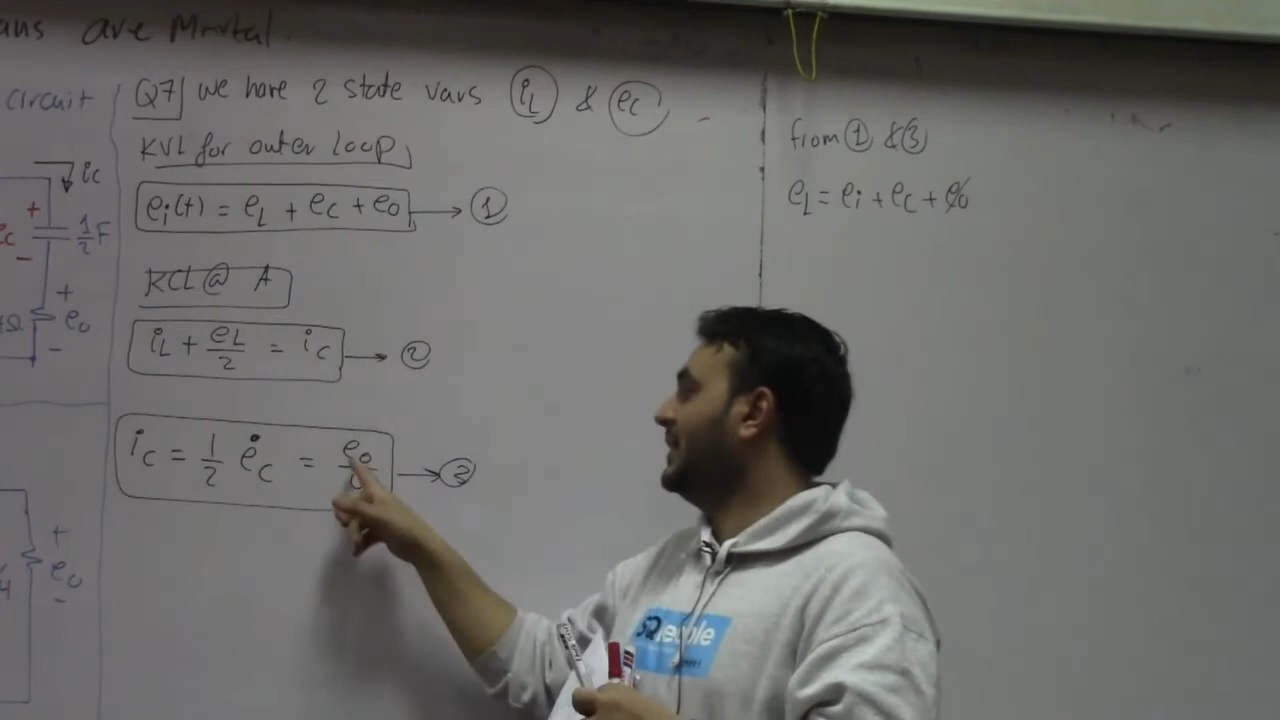 are Mortal.
circuit
Q7 we have 2 state vars iL & eC
KVL for outer loop
ei(t) = eL + eC + eo → ①
KCL @ A
iL + eL/2 = iC → ②
iC = 1/2 ėC = eo → ③
from ① & ③
eL = ei + eC + eo
iC
+
eC
1/2 F
-
+
Ω
eo
-
+
eo
-